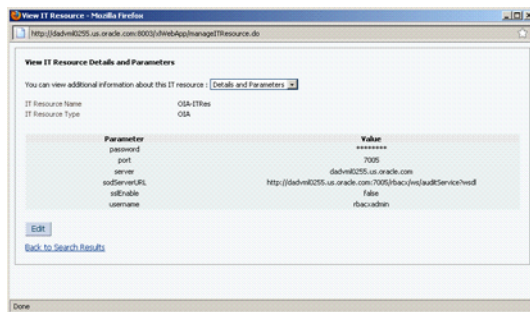 View IT Resource - Mozilla Firefox
http://dadvml0255.us.oracle.com:8003/xlWebApp/manageITResource.do
View IT Resource Details and Parameters
You can view additional information about this IT resource : Details and Parameters
IT Resource Name OIA-ITRes
IT Resource Type OIA
Parameter Value
password ********
port 7005
server dadvml0255.us.oracle.com
sodServerURL http://dadvml0255.us.oracle.com:7005/rbacx/ws/auditService?wsdl
sslEnable false
username rbacxadmin
Edit
Back to Search Results
Done